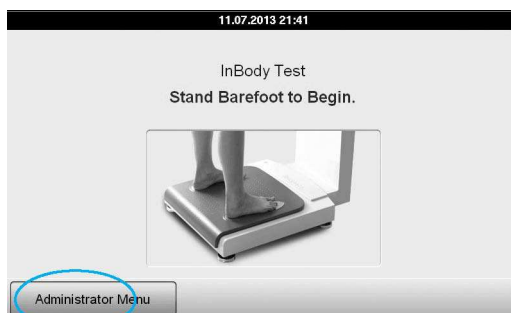 11.07.2013 21:41
InBody Test
Stand Barefoot to Begin.
Administrator Menu